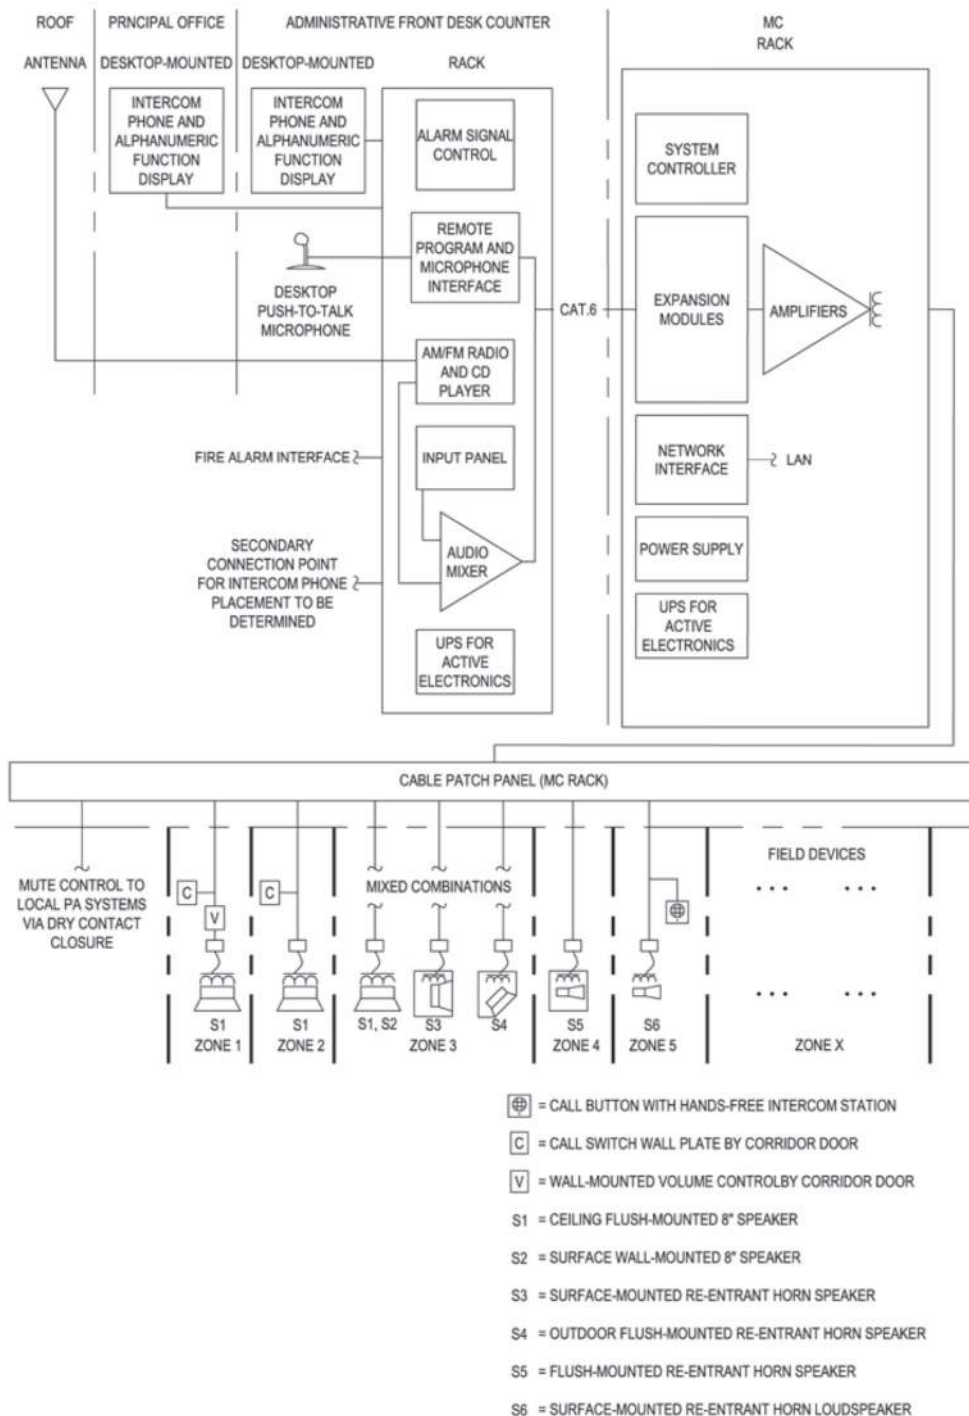 ROOF
PRNCIPAL OFFICE
ADMINISTRATIVE FRONT DESK COUNTER
MC
RACK
ANTENNA
DESKTOP-MOUNTED
DESKTOP-MOUNTED
RACK
INTERCOM
PHONE AND
ALPHANUMERIC
FUNCTION
DISPLAY
INTERCOM
PHONE AND
ALPHANUMERIC
FUNCTION
DISPLAY
ALARM SIGNAL
CONTROL
SYSTEM
CONTROLLER
REMOTE
PROGRAM AND
MICROPHONE
INTERFACE
DESKTOP
PUSH-TO-TALK
MICROPHONE
CAT.6
EXPANSION
MODULES
AMPLIFIERS
AM/FM RADIO
AND CD
PLAYER
FIRE ALARM INTERFACE
INPUT PANEL
NETWORK
INTERFACE
LAN
SECONDARY
CONNECTION POINT
FOR INTERCOM PHONE
PLACEMENT TO BE
DETERMINED
AUDIO
MIXER
POWER SUPPLY
UPS FOR
ACTIVE
ELECTRONICS
UPS FOR
ACTIVE
ELECTRONICS
CABLE PATCH PANEL (MC RACK)
MUTE CONTROL TO
LOCAL PA SYSTEMS
VIA DRY CONTACT
CLOSURE
C
V
C
MIXED COMBINATIONS
FIELD DEVICES
S1
S1
S1, S2
S3
S4
S5
S6
ZONE 1
ZONE 2
ZONE 3
ZONE 4
ZONE 5
ZONE X
= CALL BUTTON WITH HANDS-FREE INTERCOM STATION
C = CALL SWITCH WALL PLATE BY CORRIDOR DOOR
V = WALL-MOUNTED VOLUME CONTROLBY CORRIDOR DOOR
S1 = CEILING FLUSH-MOUNTED 8" SPEAKER
S2 = SURFACE WALL-MOUNTED 8" SPEAKER
S3 = SURFACE-MOUNTED RE-ENTRANT HORN SPEAKER
S4 = OUTDOOR FLUSH-MOUNTED RE-ENTRANT HORN SPEAKER
S5 = FLUSH-MOUNTED RE-ENTRANT HORN SPEAKER
S6 = SURFACE-MOUNTED RE-ENTRANT HORN LOUDSPEAKER